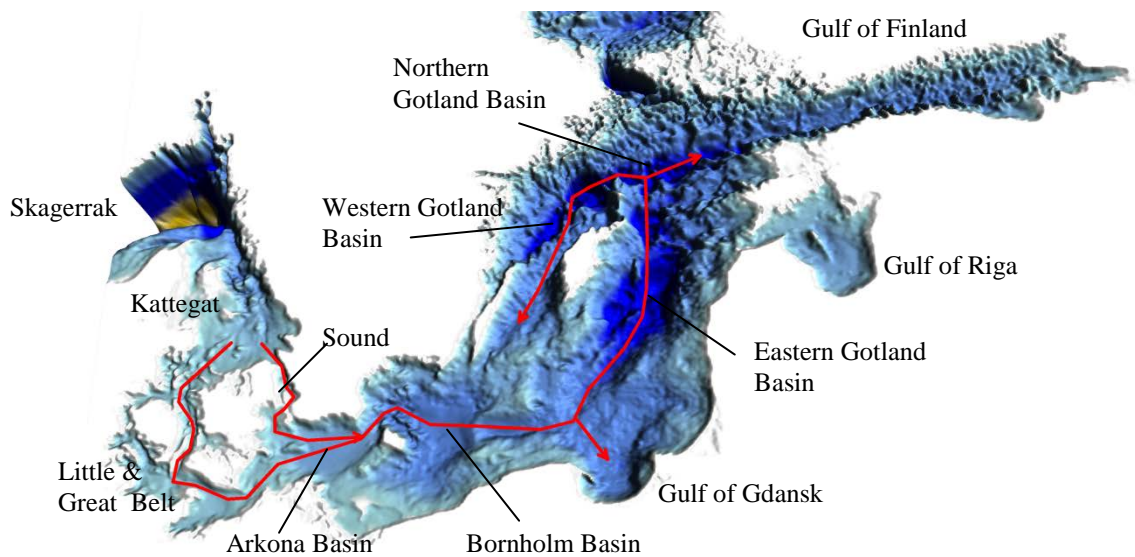 Gulf of Finland
Northern
Gotland Basin
Skagerrak
Western Gotland
Basin
Gulf of Riga
Kattegat
Sound
Eastern Gotland
Basin
Little &
Great Belt
Gulf of Gdansk
Arkona Basin
Bornholm Basin